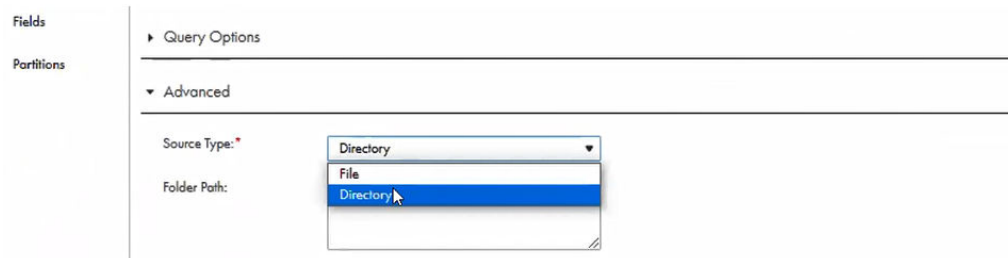 Fields
Partitions
Query Options
Advanced
Source Type:*
Directory
File
Directory
Folder Path: